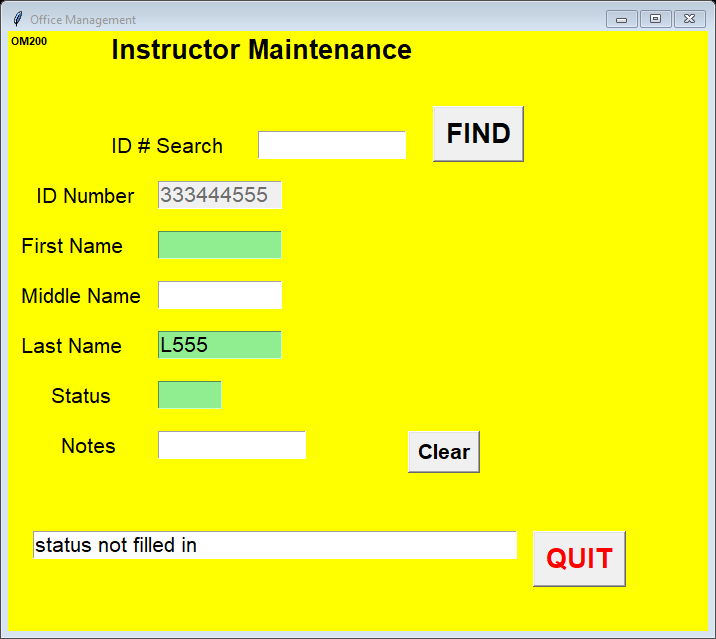 Office Management
OM200
Instructor Maintenance
ID # Search
FIND
ID Number 333444555
First Name
Middle Name
Last Name L555
Status
Notes
Clear
status not filled in
QUIT